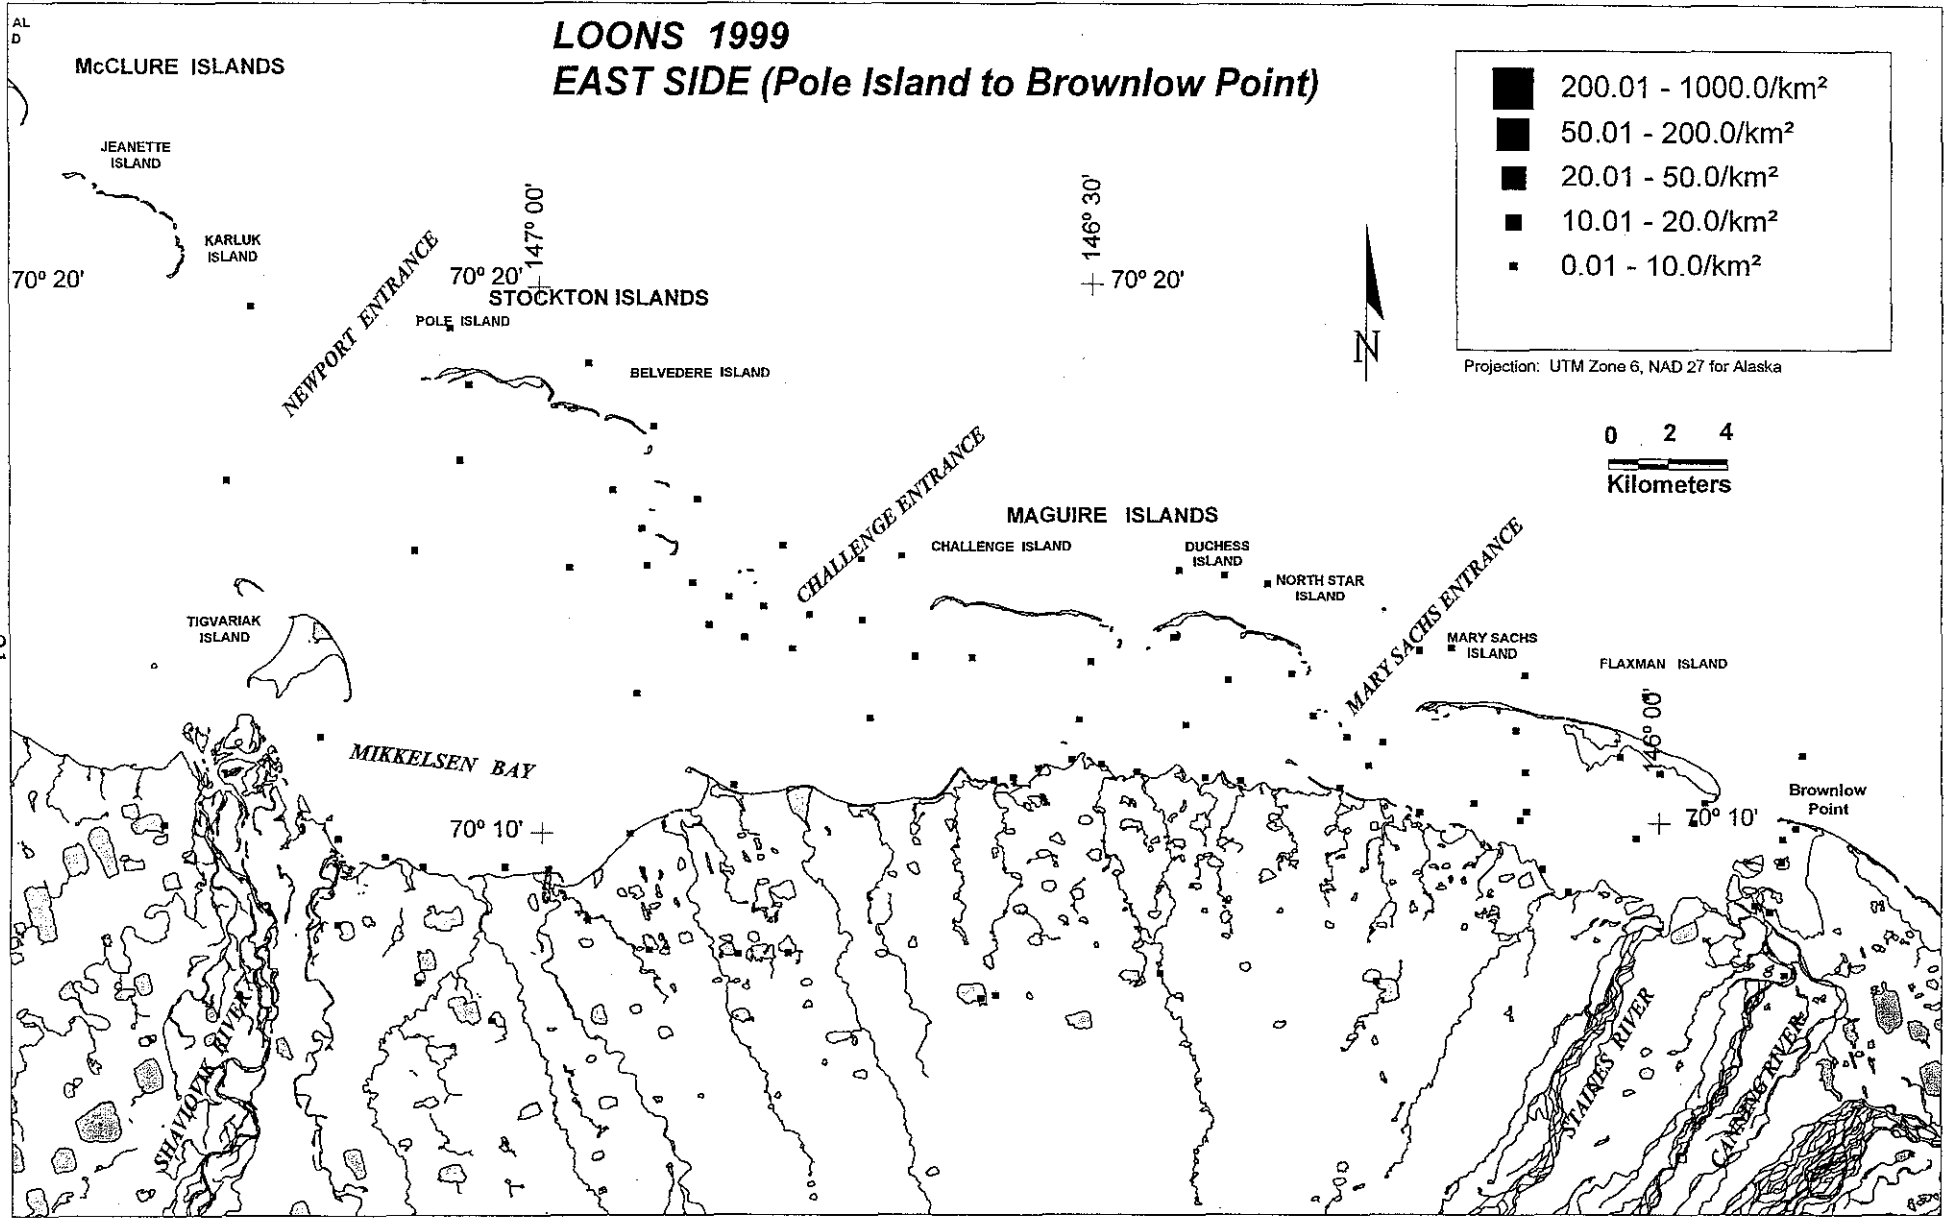 AL
D
LOONS 1999
EAST SIDE (Pole Island to Brownlow Point)
McCLURE ISLANDS
200.01 - 1000.0/km²
50.01 - 200.0/km²
20.01 - 50.0/km²
10.01 - 20.0/km²
0.01 - 10.0/km²
Projection: UTM Zone 6, NAD 27 for Alaska
JEANETTE
ISLAND
KARLUK
ISLAND
70° 20'
NEWPORT ENTRANCE
147° 00'
70° 20'
STOCKTON ISLANDS
POLE ISLAND
BELVEDERE ISLAND
146° 30'
70° 20'
N
0 2 4
Kilometers
CHALLENGE ENTRANCE
MAGUIRE ISLANDS
CHALLENGE ISLAND
DUCHESS
ISLAND
NORTH STAR
ISLAND
MARY SACHS ENTRANCE
MARY SACHS
ISLAND
FLAXMAN ISLAND
146° 00'
TIGVARIAK
ISLAND
MIKKELSEN BAY
70° 10'
70° 10'
Brownlow
Point
SHAVIOVIK RIVER
STAINES RIVER
CANNING RIVER